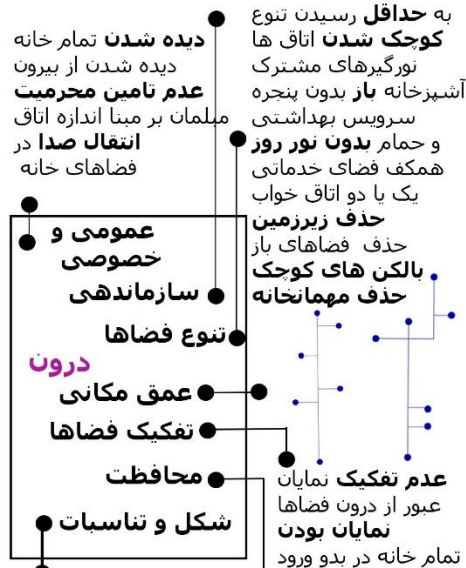 به حداقل رسیدن تنوع
کوچک شدن اتاق ها
نورگیرهای مشترک
آشپزخانه باز بدون پنجره
سرویس بهداشتی
و حمام بدون نور روز
همکف فضای خدماتی
یک یا دو اتاق خواب
حذف زیرزمین
حذف فضاهای باز
بالکن های کوچک
حذف مهمانخانه
دیده شدن تمام خانه
دیده شدن از بیرون
عدم تامین محرمیت
مبلمان بر مبنا اندازه اتاق
انتقال صدا در
فضاهای خانه
عمومی و
خصوصی
سازماندهی
تنوع فضاها
درون
عمق مکانی
تفکیک فضاها
محافظت
شکل و تناسبات
عدم تفکیک نمایان
عبور از درون فضاها
نمایان بودن
تمام خانه در بدو ورود